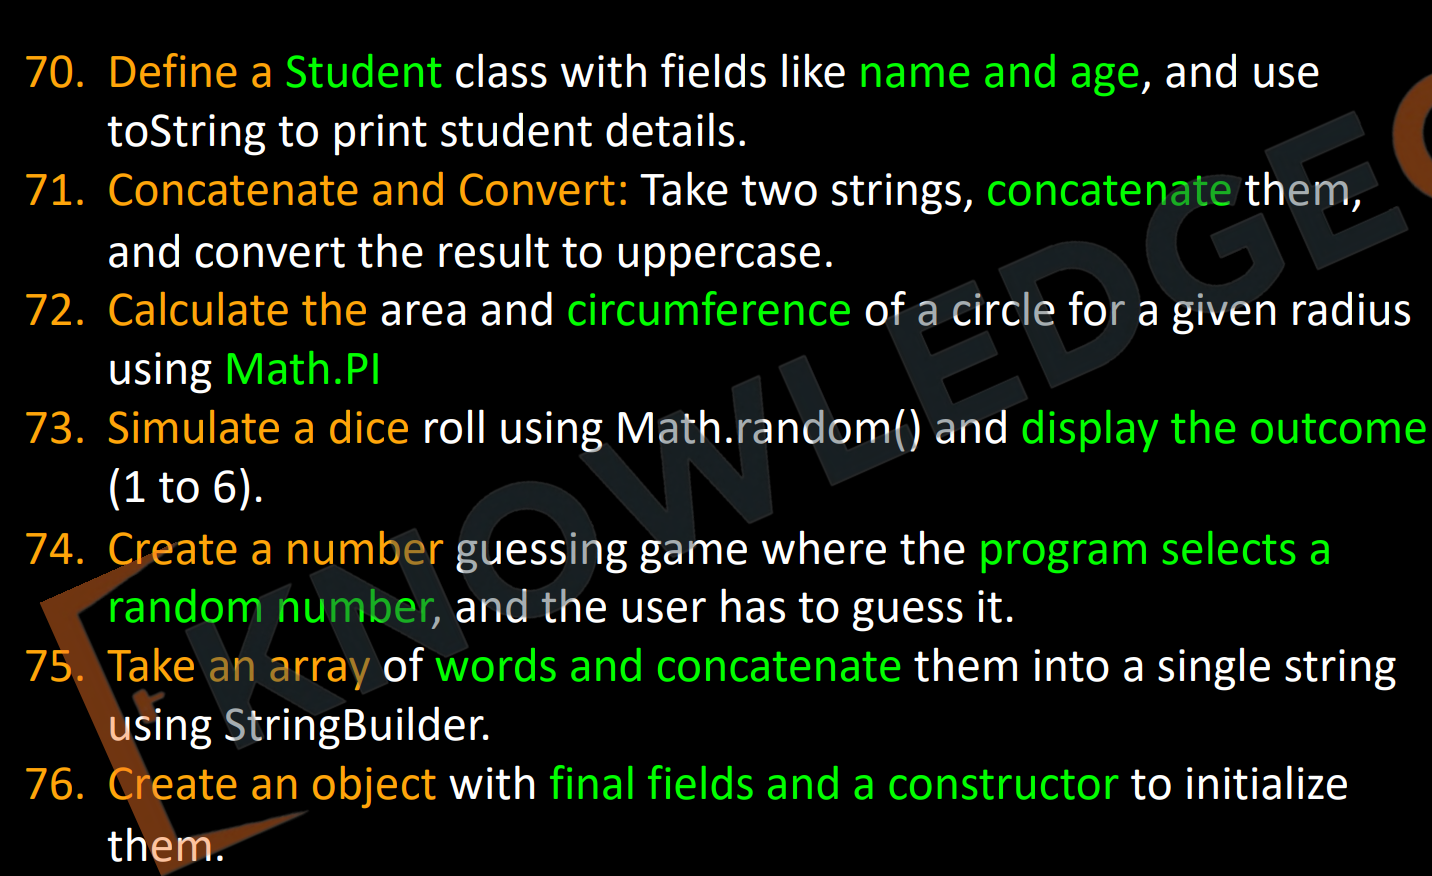 70. Define a Student class with fields like name and age, and use
toString to print student details.
71. Concatenate and Convert: Take two strings, concatenate them,
and convert the result to uppercase.
72. Calculate the area and circumference of a circle for a given radius
using Math.PI
73. Simulate a dice roll using Math.random() and display the outcome
(1 to 6).
74. Create a number guessing game where the program selects a
random number, and the user has to guess it.
75. Take an array of words and concatenate them into a single string
using StringBuilder.
76. Create an object with final fields and a constructor to initialize
them.
KNOWLEDGE